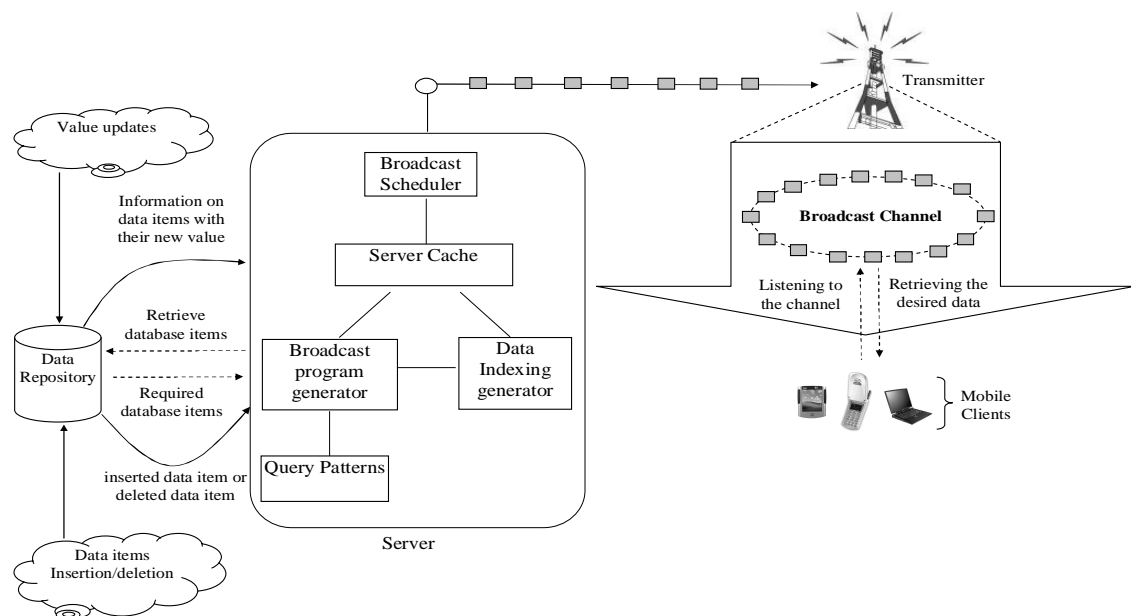 Value updates
Information on
data items with
their new value
Retrieve
database items
Data
Repository
Required
database items
inserted data item or
deleted data item
Data items
Insertion/deletion
Broadcast
Scheduler
Server Cache
Broadcast
program
generator
Data
Indexing
generator
Query Patterns
Server
Transmitter
Broadcast Channel
Listening to
the channel
Retrieving the
desired data
Mobile
Clients